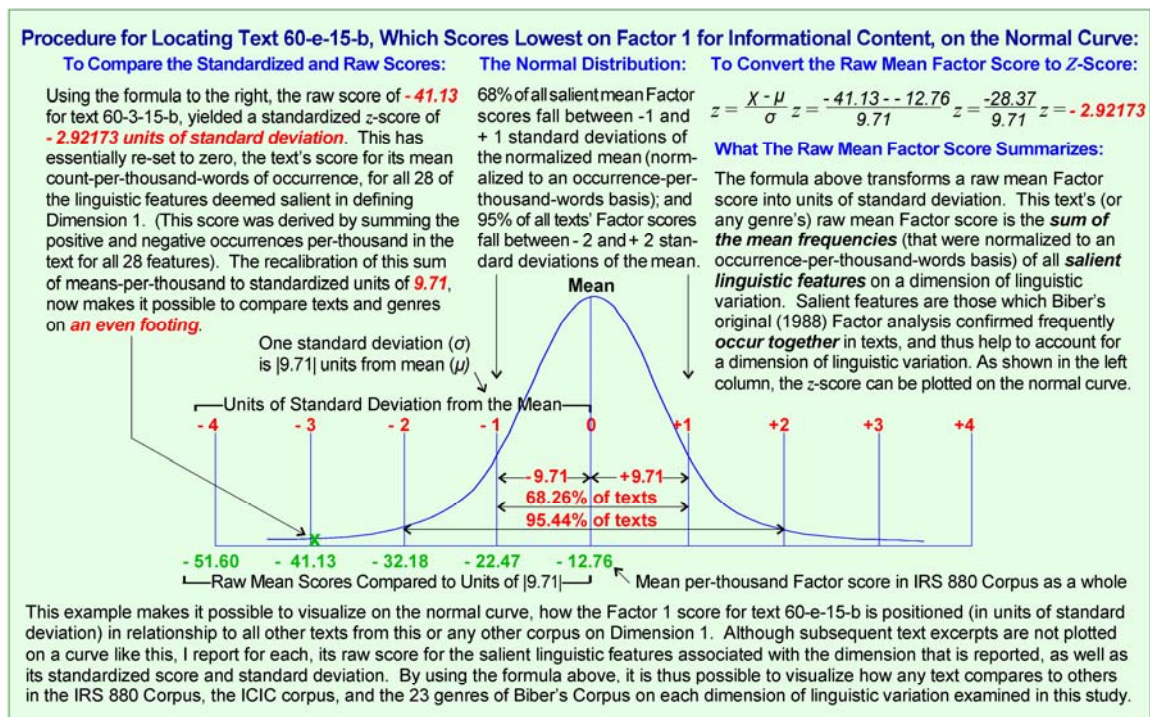 Procedure for Locating Text 60-e-15-b, Which Scores Lowest on Factor 1 for Informational Content, on the Normal Curve:
To Compare the Standardized and Raw Scores:
Using the formula to the right, the raw score of - 41.13
for text 60-3-15-b, yielded a standardized z-score of
- 2.92173 units of standard deviation. This has
essentially re-set to zero, the text's score for its mean
count-per-thousand-words of occurrence, for all 28 of
the linguistic features deemed salient in defining
Dimension 1. (This score was derived by summing the
positive and negative occurrences per-thousand in the
text for all 28 features). The recalibration of this sum
of means-per-thousand to standardized units of 9.71,
now makes it possible to compare texts and genres
on an even footing.
The Normal Distribution:
68% of all salient mean Factor
scores fall between -1 and
+ 1 standard deviations of
the normalized mean (norm-
alized to an occurrence-per-
thousand-words basis); and
95% of all texts' Factor scores
fall between - 2 and + 2 stan-
dard deviations of the mean.
To Convert the Raw Mean Factor Score to Z-Score:
z = X - μ / σ z = - 41.13 - - 12.76 / 9.71 z = -28.37 / 9.71 z = - 2.92173
What The Raw Mean Factor Score Summarizes:
The formula above transforms a raw mean Factor
score into units of standard deviation. This text's (or
any genre's) raw mean Factor score is the sum of
the mean frequencies (that were normalized to an
occurrence-per-thousand-words basis) of all salient
linguistic features on a dimension of linguistic
variation. Salient features are those which Biber's
original (1988) Factor analysis confirmed frequently
occur together in texts, and thus help to account for
a dimension of linguistic variation. As shown in the left
column, the z-score can be plotted on the normal curve.
Mean
One standard deviation (σ)
is |9.71| units from mean (μ)
Units of Standard Deviation from the Mean
- 4 - 3 - 2 - 1 0 +1 +2 +3 +4
- 9.71 +9.71
68.26% of texts
95.44% of texts
x
- 51.60 - 41.13 - 32.18 - 22.47 - 12.76
Raw Mean Scores Compared to Units of |9.71| Mean per-thousand Factor score in IRS 880 Corpus as a whole
This example makes it possible to visualize on the normal curve, how the Factor 1 score for text 60-e-15-b is positioned (in units of standard
deviation) in relationship to all other texts from this or any other corpus on Dimension 1. Although subsequent text excerpts are not plotted
on a curve like this, I report for each, its raw score for the salient linguistic features associated with the dimension that is reported, as well as
its standardized score and standard deviation. By using the formula above, it is thus possible to visualize how any text compares to others
in the IRS 880 Corpus, the ICIC corpus, and the 23 genres of Biber's Corpus on each dimension of linguistic variation examined in this study.